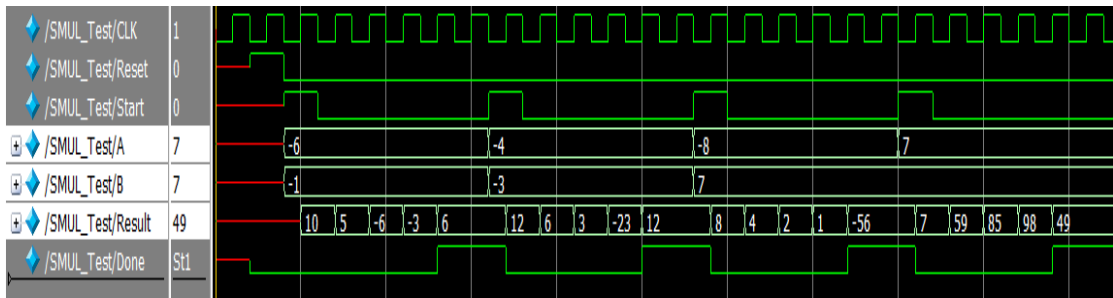 /SMUL_Test/CLK 1
/SMUL_Test/Reset 0
/SMUL_Test/Start 0
/SMUL_Test/A 7 -6 -4 -8 7
/SMUL_Test/B 7 -1 -3 7
/SMUL_Test/Result 49 10 5 -6 -3 6 12 6 3 -23 12 8 4 2 1 -56 7 59 85 98 49
/SMUL_Test/Done St1